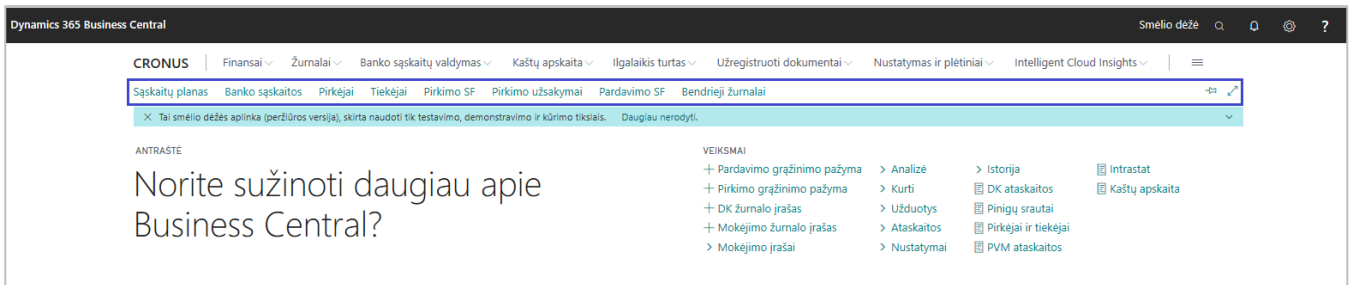 Dynamics 365 Business Central
Smėlio dėžė
?
CRONUS Finansai Žurnalai Banko sąskaitų valdymas Kaštų apskaita Ilgalaikis turtas Užregistruoti dokumentai Nustatymas ir plėtiniai Intelligent Cloud Insights
Sąskaitų planas Banko sąskaitos Pirkėjai Tiekėjai Pirkimo SF Pirkimo užsakymai Pardavimo SF Bendrieji žurnalai
Tai smėlio dėžės aplinka (peržiūros versija), skirta naudoti tik testavimo, demonstravimo ir kūrimo tikslais. Daugiau nerodyti.
ANTRAŠTĖ
Norite sužinoti daugiau apie
Business Central?
VEIKSMAI
+ Pardavimo grąžinimo pažyma
+ Pirkimo grąžinimo pažyma
+ DK žurnalo įrašas
+ Mokėjimo žurnalo įrašas
> Mokėjimo įrašai
> Analizė
> Kurti
> Užduotys
> Ataskaitos
> Nustatymai
> Istorija
DK ataskaitos
Pinigų srautai
Pirkėjai ir tiekėjai
PVM ataskaitos
Intrastat
Kaštų apskaita